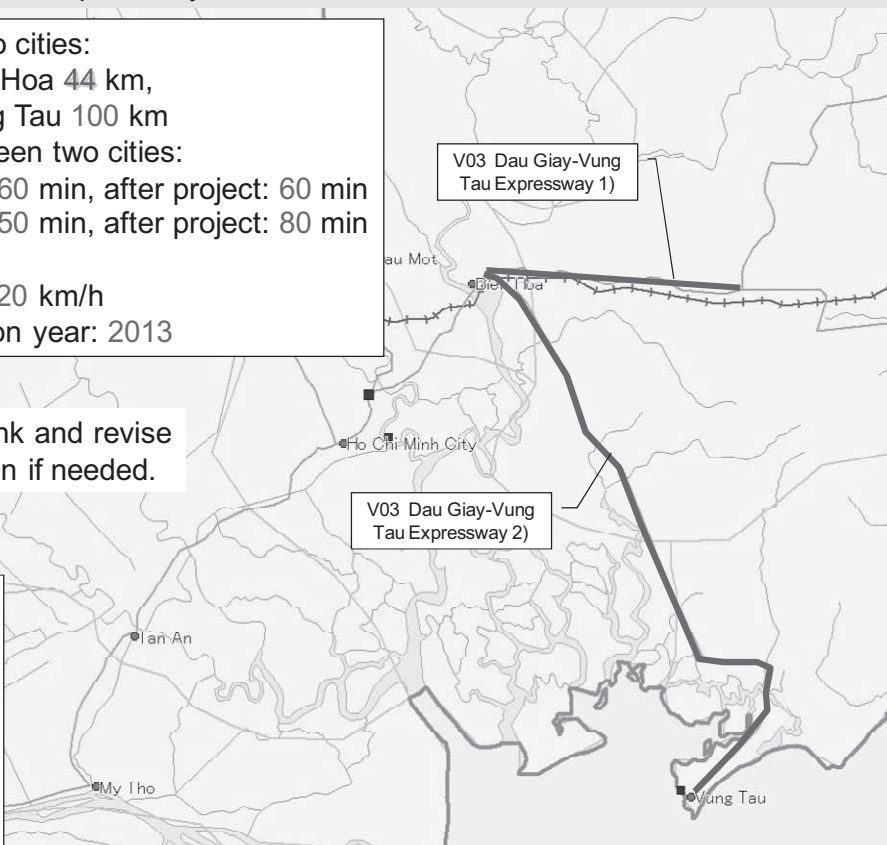 o cities:
Hoa 44 km,
g Tau 100 km
een two cities:
60 min, after project: 60 min
50 min, after project: 80 min
20 km/h
on year: 2013
nk and revise
n if needed.
V03 Dau Giay-Vung
Tau Expressway 1)
au Mot
Bien Hoa
Ho Chi Minh City
V03 Dau Giay-Vung
Tau Expressway 2)
Tan An
My Tho
Vung Tau